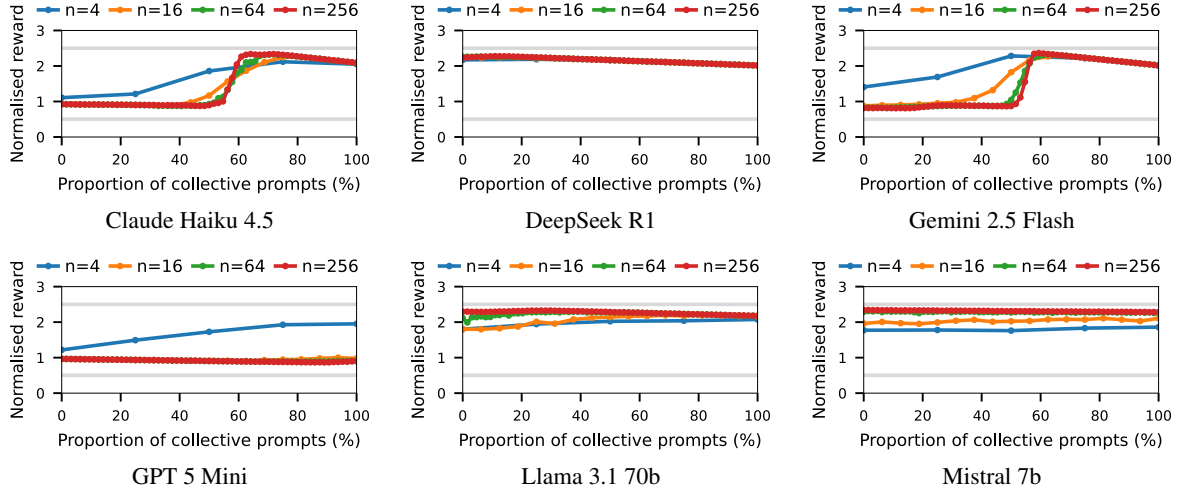 n=4 n=16 n=64 n=256
Normalised reward
3
2
1
0
0 20 40 60 80 100
Proportion of collective prompts (%)
Claude Haiku 4.5
n=4 n=16 n=64 n=256
Normalised reward
3
2
1
0
0 20 40 60 80 100
Proportion of collective prompts (%)
DeepSeek R1
n=4 n=16 n=64 n=256
Normalised reward
3
2
1
0
0 20 40 60 80 100
Proportion of collective prompts (%)
Gemini 2.5 Flash
n=4 n=16 n=64 n=256
Normalised reward
3
2
1
0
0 20 40 60 80 100
Proportion of collective prompts (%)
GPT 5 Mini
n=4 n=16 n=64 n=256
Normalised reward
3
2
1
0
0 20 40 60 80 100
Proportion of collective prompts (%)
Llama 3.1 70b
n=4 n=16 n=64 n=256
Normalised reward
3
2
1
0
0 20 40 60 80 100
Proportion of collective prompts (%)
Mistral 7b